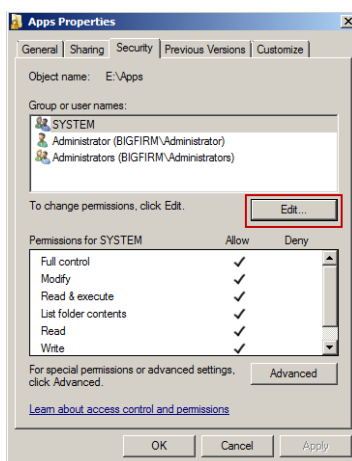 Apps Properties
General Sharing Security Previous Versions Customize
Object name: E:\Apps
Group or user names:
SYSTEM
Administrator (BIGFIRM\Administrator)
Administrators (BIGFIRM\Administrators)
To change permissions, click Edit. Edit...
Permissions for SYSTEM Allow Deny
Full control
Modify
Read & execute
List folder contents
Read
Write
For special permissions or advanced settings, click Advanced. Advanced
Learn about access control and permissions
OK Cancel Apply